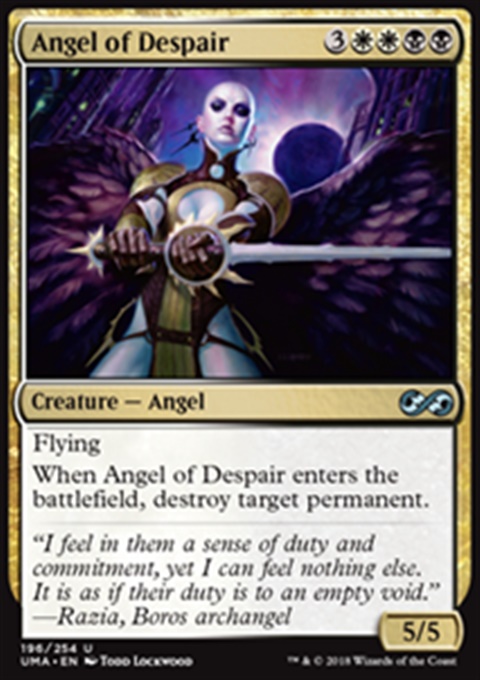 Angel of Despair 3
Creature — Angel
Flying
When Angel of Despair enters the
battlefield, destroy target permanent.
“I feel in them a sense of duty and
commitment, yet I can feel nothing else.
It is as if their duty is to an empty void.”
—Razia, Boros archangel
5/5
196/254 U
UMA • EN Todd Lockwood
™ & © 2018 Wizards of the Coast